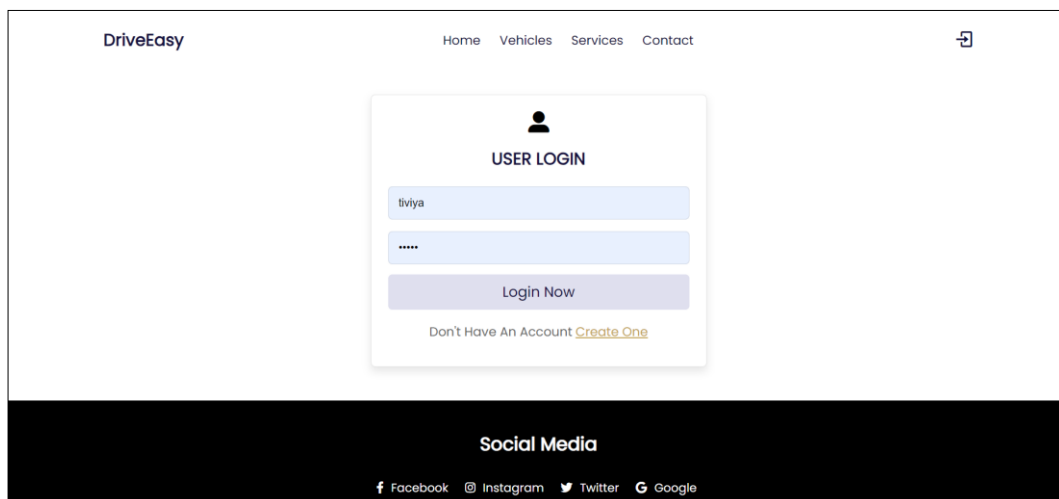 DriveEasy Home Vehicles Services Contact
USER LOGIN
tiviya
•••••
Login Now
Don't Have An Account Create One
Social Media
Facebook Instagram Twitter Google